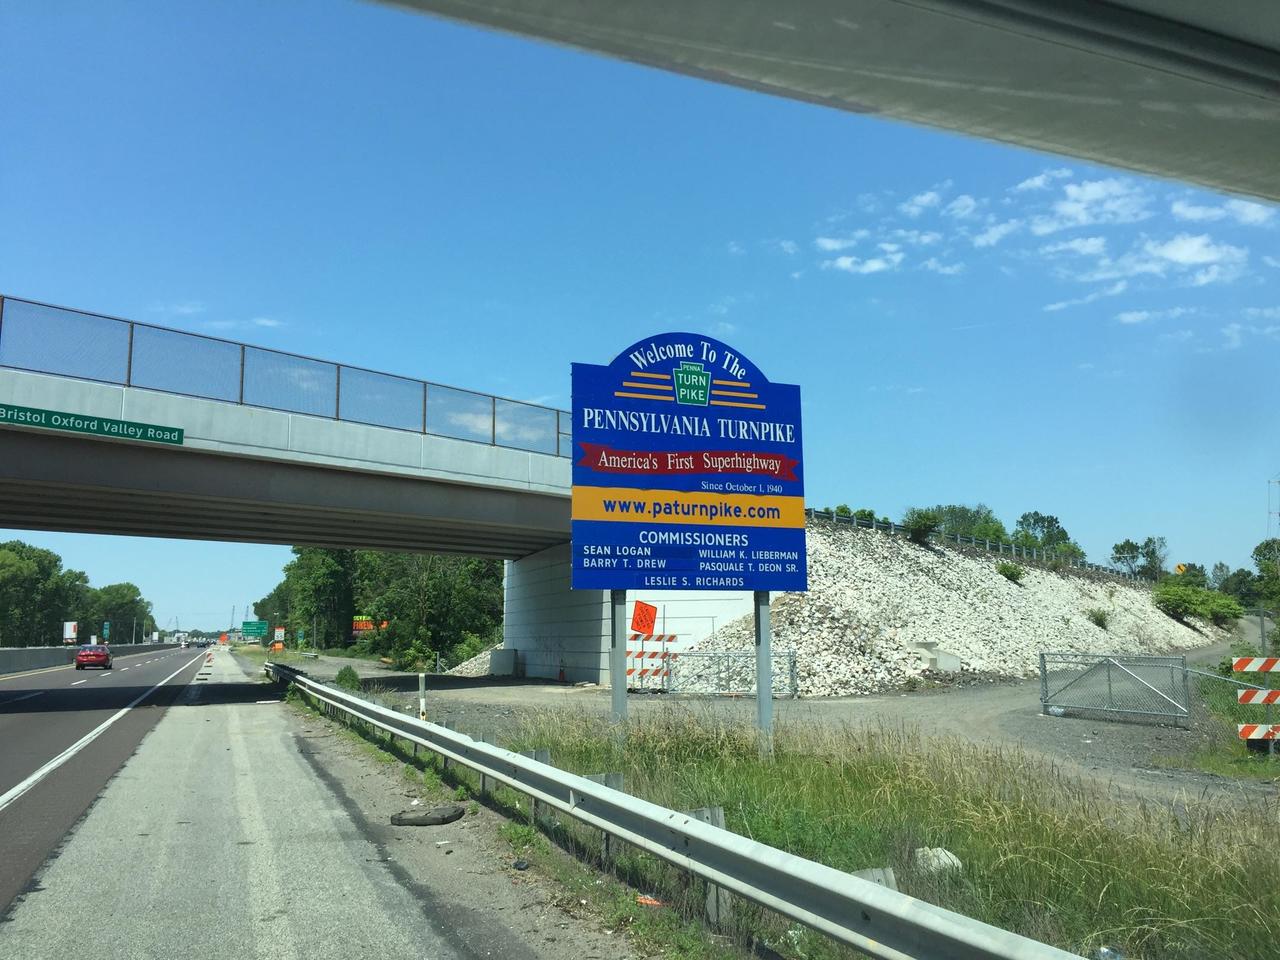 Bristol Oxford Valley Road
Welcome To The
PENNA
TURN
PIKE
PENNSYLVANIA TURNPIKE
America's First Superhighway
Since October 1, 1940
www.paturnpike.com
COMMISSIONERS
SEAN LOGAN WILLIAM K. LIEBERMAN
BARRY T. DREW PASQUALE T. DEON SR.
LESLIE S. RICHARDS